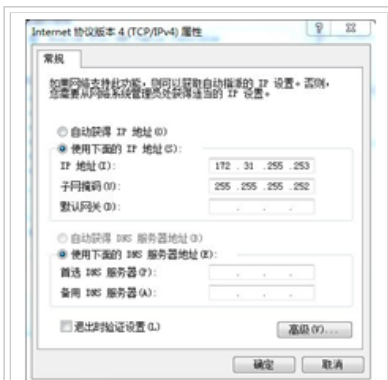 Internet 协议版本 4 (TCP/IPv4) 属性
常规
如果网络支持此功能，则可以获取自动指派的 IP 设置。否则，
您需要从网络系统管理员处获得适当的 IP 设置。
自动获得 IP 地址(O)
使用下面的 IP 地址(S):
IP 地址(I): 172 . 31 .255 .253
子网掩码(U): 255 .255 .255 .252
默认网关(D): . . .
自动获得 DNS 服务器地址(B)
使用下面的 DNS 服务器地址(E):
首选 DNS 服务器(P): . . .
备用 DNS 服务器(A): . . .
退出时验证设置(L)
高级(V)...
确定 取消